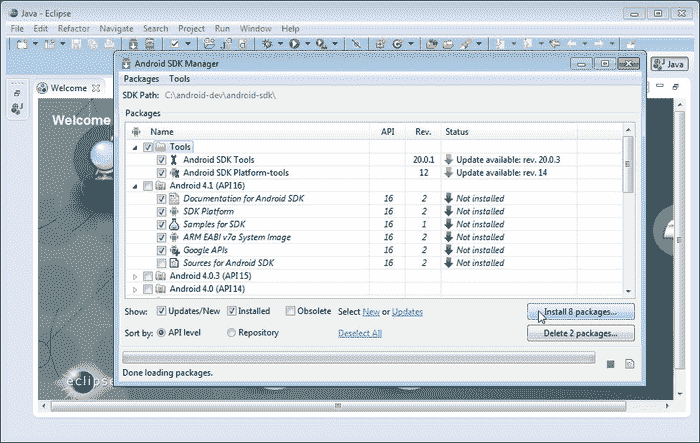 Java - Eclipse
File Edit Refactor Navigate Search Project Run Window Help
Java
Welcome
Welcome
Android SDK Manager
Packages Tools
SDK Path: C:\android-dev\android-sdk\
Packages
Name API Rev. Status
Tools
Android SDK Tools 20.0.1 Update available: rev. 20.0.3
Android SDK Platform-tools 12 Update available: rev. 14
Android 4.1 (API 16)
Documentation for Android SDK 16 2 Not installed
SDK Platform 16 2 Not installed
Samples for SDK 16 1 Not installed
ARM EABI v7a System Image 16 2 Not installed
Google APIs 16 2 Not installed
Sources for Android SDK 16 2 Not installed
Android 4.0.3 (API 15)
Android 4.0 (API 14)
Show: Updates/New Installed Obsolete Select New or Updates Install 8 packages...
Sort by: API level Repository Deselect All Delete 2 packages...
Done loading packages.
eclipse